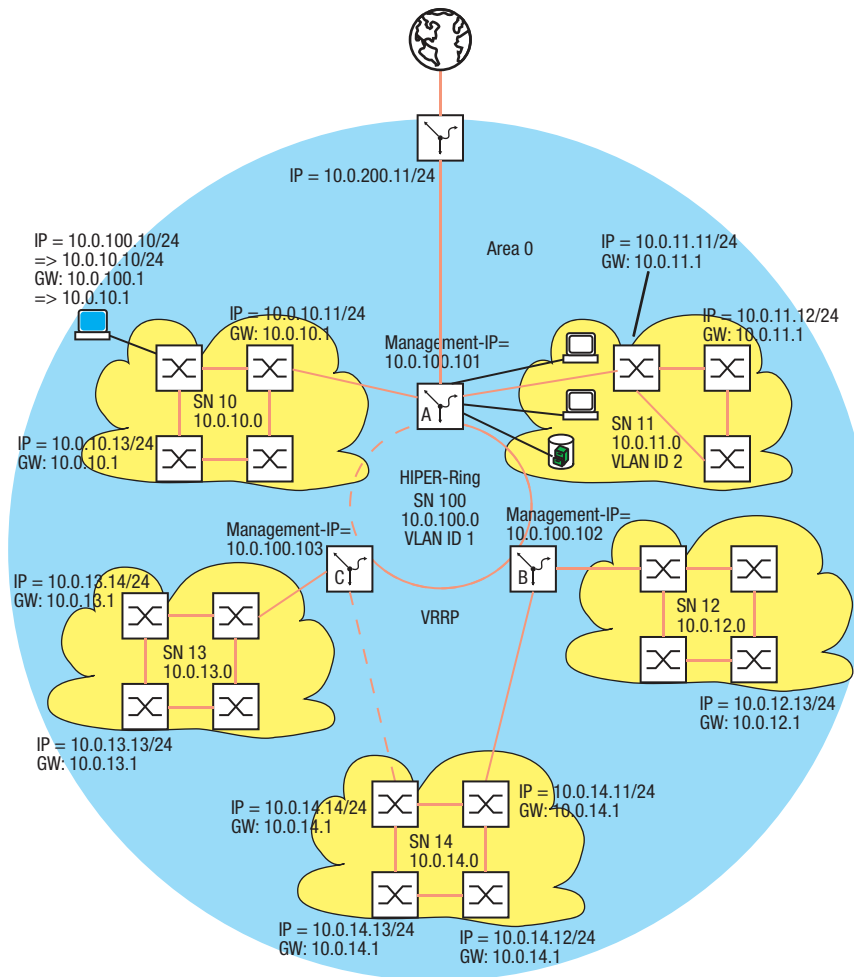 IP = 10.0.200.11/24
Area 0
IP = 10.0.100.10/24
=> 10.0.10.10/24
GW: 10.0.100.1
=> 10.0.10.1
IP = 10.0.11.11/24
GW: 10.0.11.1
IP = 10.0.10.11/24
GW: 10.0.10.1
IP = 10.0.11.12/24
GW: 10.0.11.1
Management-IP=
10.0.100.101
A
SN 10
10.0.10.0
SN 11
10.0.11.0
VLAN ID 2
IP = 10.0.10.13/24
GW: 10.0.10.1
HIPER-Ring
SN 100
10.0.100.0
VLAN ID 1
Management-IP=
10.0.100.103
Management-IP=
10.0.100.102
C
B
IP = 10.0.13.14/24
GW: 10.0.13.1
VRRP
SN 12
10.0.12.0
SN 13
10.0.13.0
IP = 10.0.12.13/24
GW: 10.0.12.1
IP = 10.0.13.13/24
GW: 10.0.13.1
IP = 10.0.14.14/24
GW: 10.0.14.1
IP = 10.0.14.11/24
GW: 10.0.14.1
SN 14
10.0.14.0
IP = 10.0.14.13/24
GW: 10.0.14.1
IP = 10.0.14.12/24
GW: 10.0.14.1